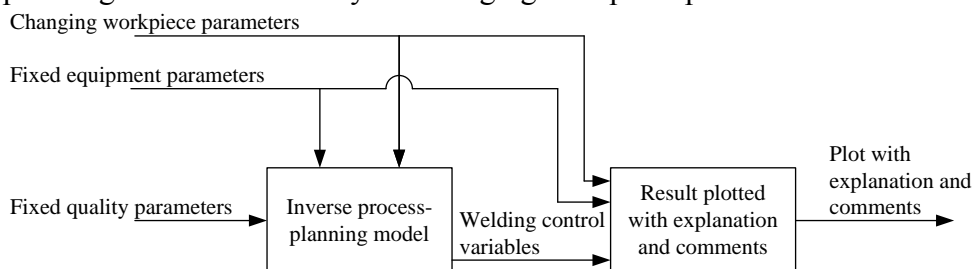 Changing workpiece parameters
Fixed equipment parameters
Fixed quality parameters
Inverse process-
planning model
Welding control
variables
Result plotted
with explanation
and comments
Plot with
explanation and
comments